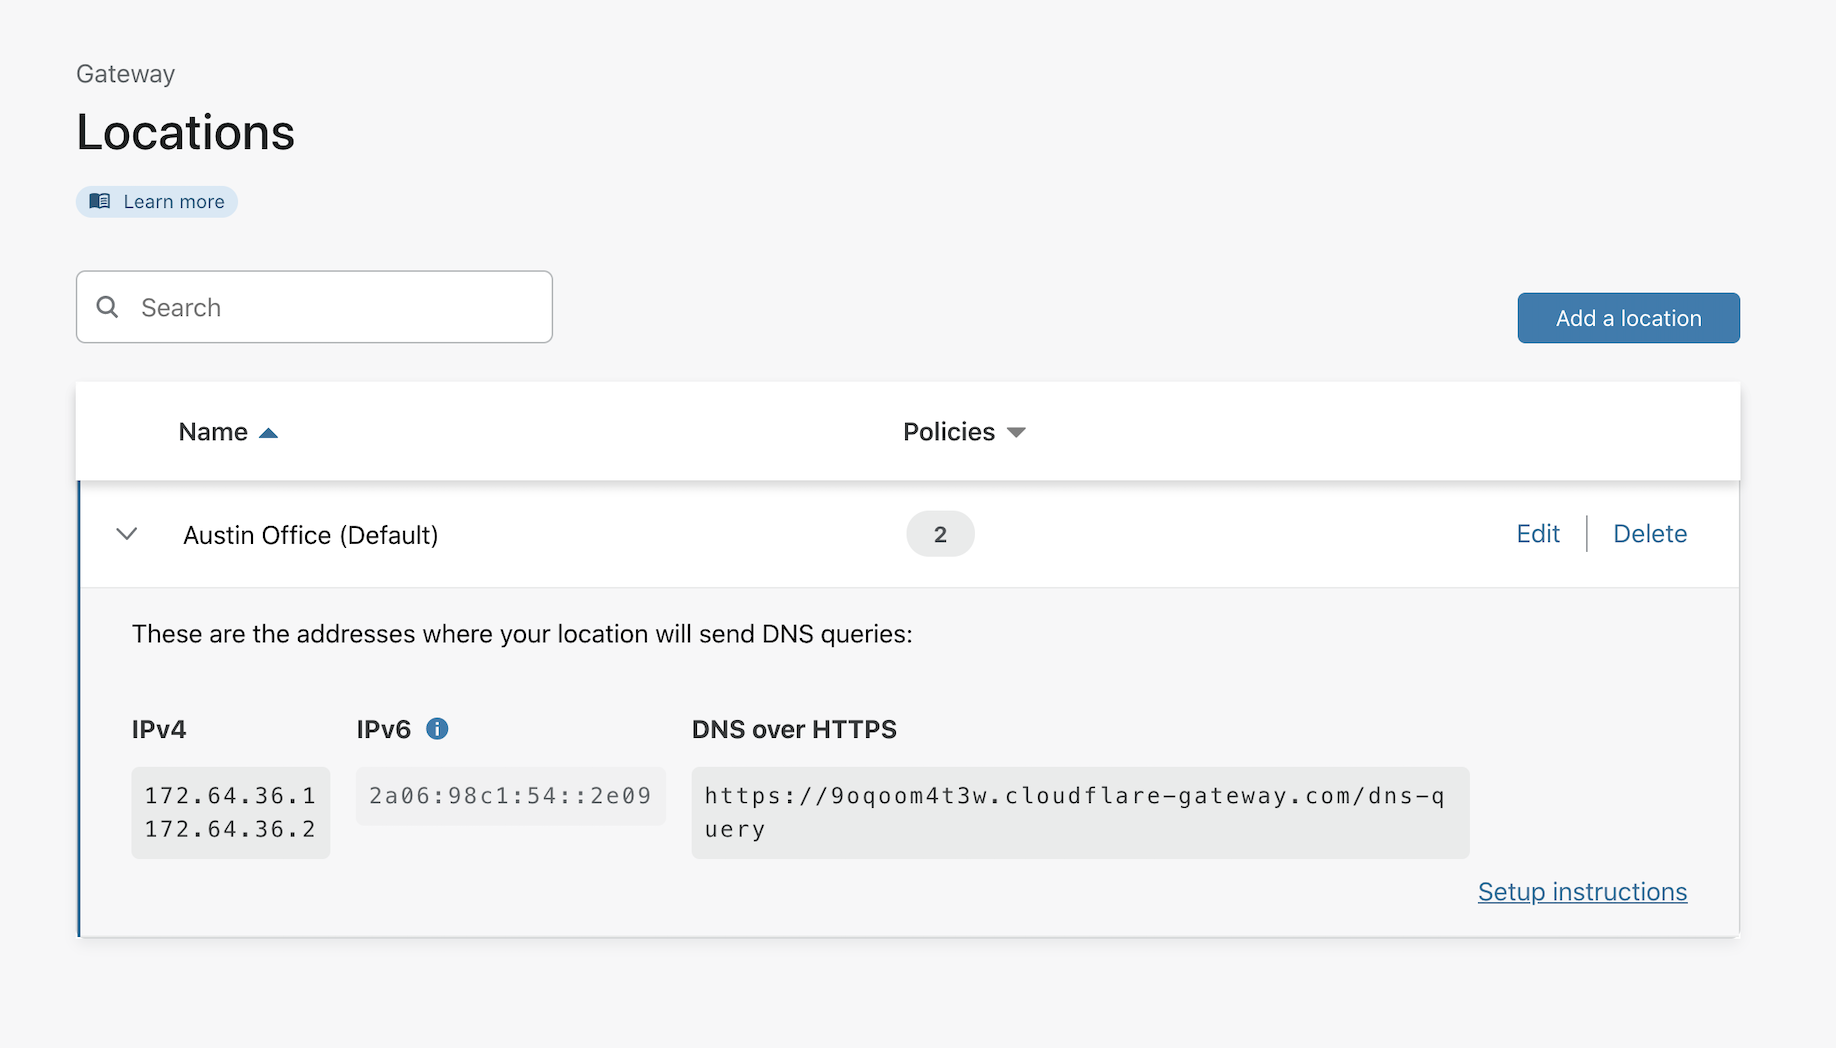 Gateway
Locations
Learn more
Search
Add a location
Name
Policies
Austin Office (Default)
2
Edit
Delete
These are the addresses where your location will send DNS queries:
IPv4
IPv6
DNS over HTTPS
172.64.36.1
172.64.36.2
2a06:98c1:54::2e09
https://9oqoom4t3w.cloudflare-gateway.com/dns-q
uery
Setup instructions